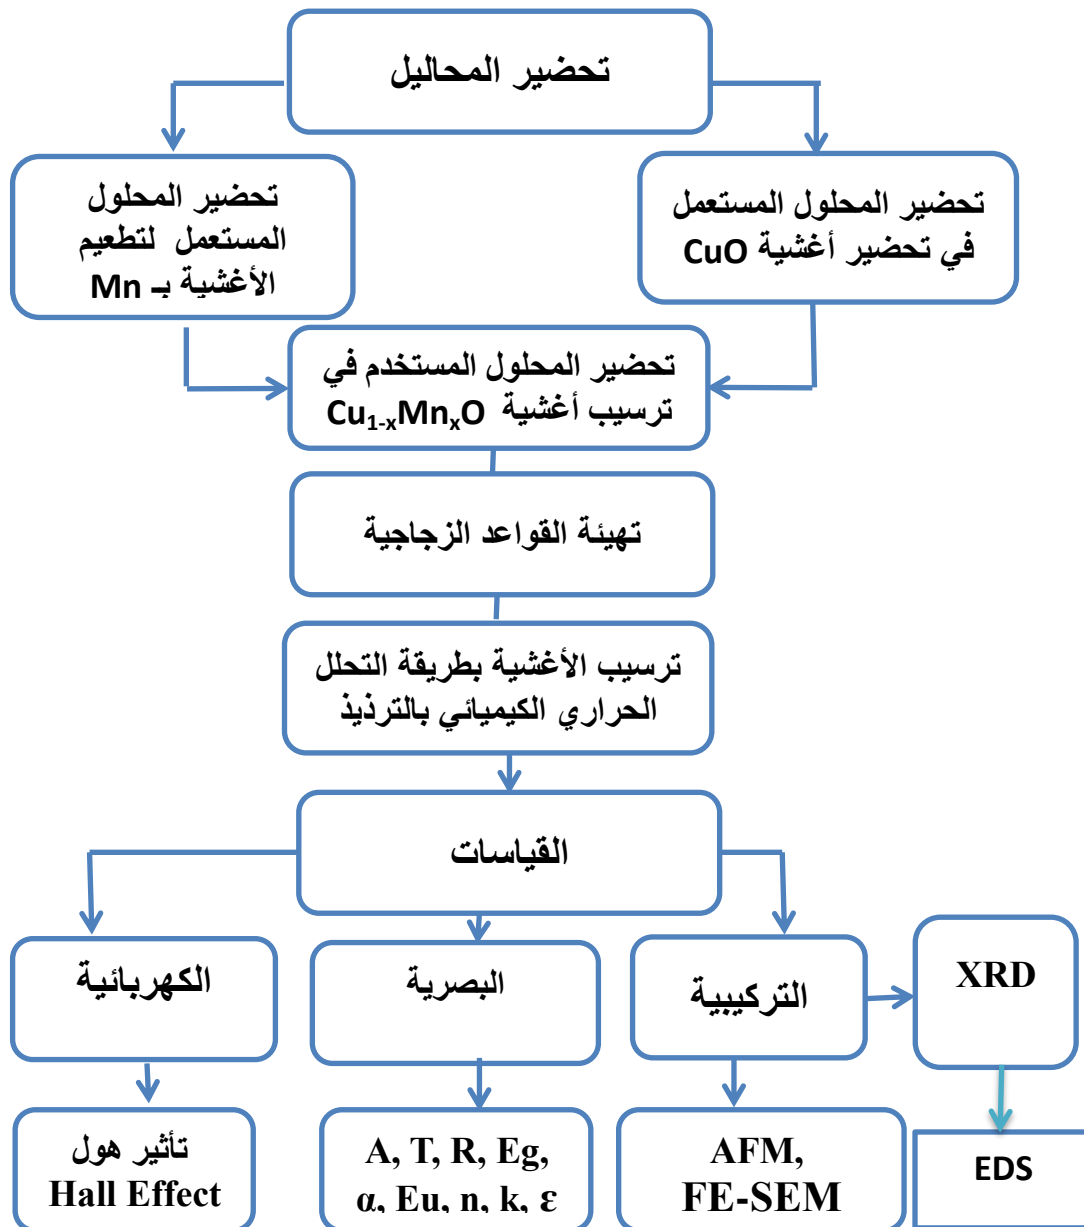 تحضير المحاليل
تحضير المحلول المستعمل
في تحضير أغشية CuO
تحضير المحلول
المستعمل لتطعيم
الأغشية بـ Mn
تحضير المحلول المستخدم في
ترسيب أغشية Cu₁₋ₓMnₓO
تهيئة القواعد الزجاجية
ترسيب الأغشية بطريقة التحلل
الحراري الكيميائي بالترذيذ
القياسات
التركيبية
البصرية
الكهربائية
XRD
EDS
AFM,
FE-SEM
A, T, R, Eg,
α, Eu, n, k, ε
تأثير هول
Hall Effect